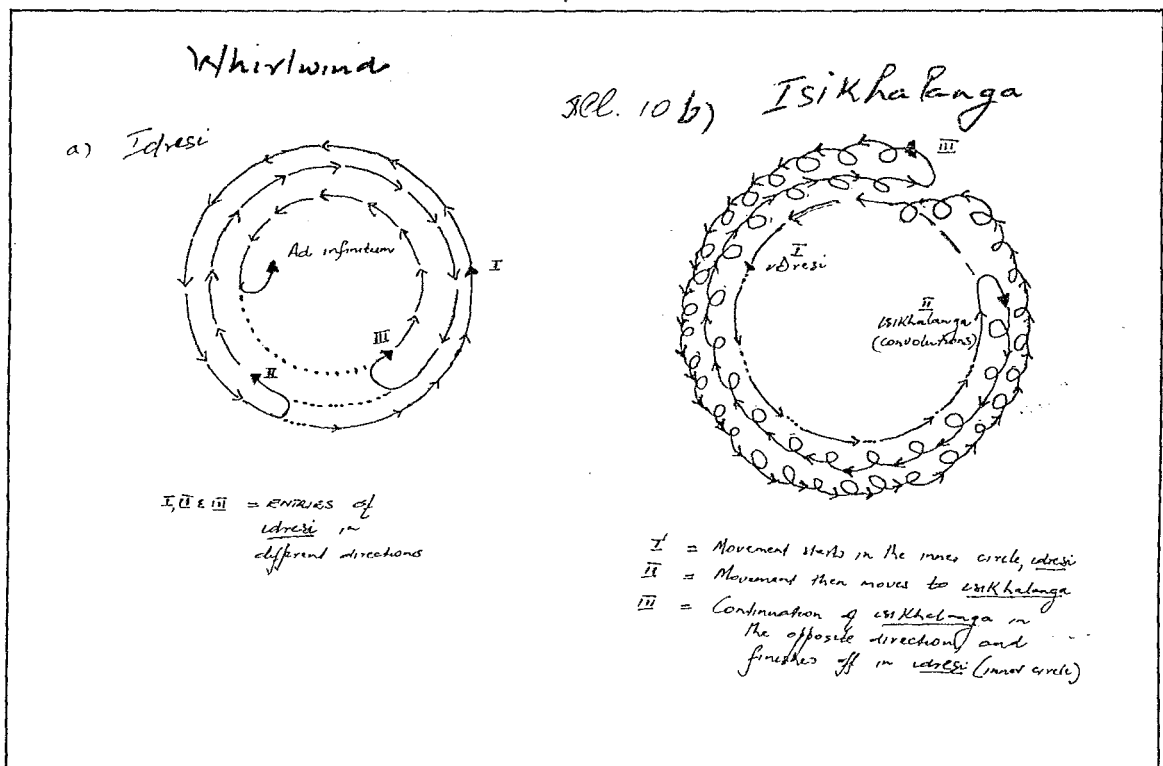 Whirlwind
a) Idresi
I
Ad infinitum
III
II
I, II & III = ENTRIES of
idresi in
different directions
10 b) Isikhalanga
III
I
iDresi
II
isikhalanga
(convolutions)
I = Movement starts in the inner circle, idresi
II = Movement then moves to isikhalanga
III = Continuation of isikhalanga in
the opposite direction, and
finishes off in idresi (inner circle)